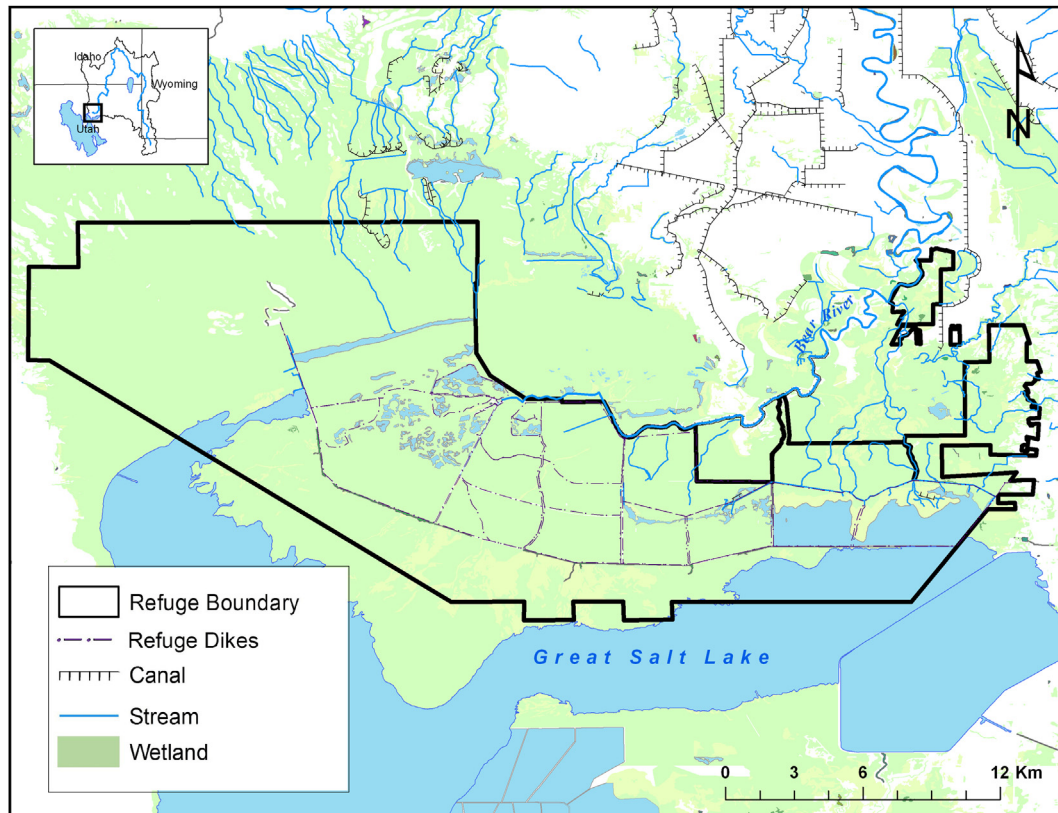 Idaho
Wyoming
Utah
N
Bear River
Great Salt Lake
Refuge Boundary
Refuge Dikes
Canal
Stream
Wetland
0 3 6 12 Km